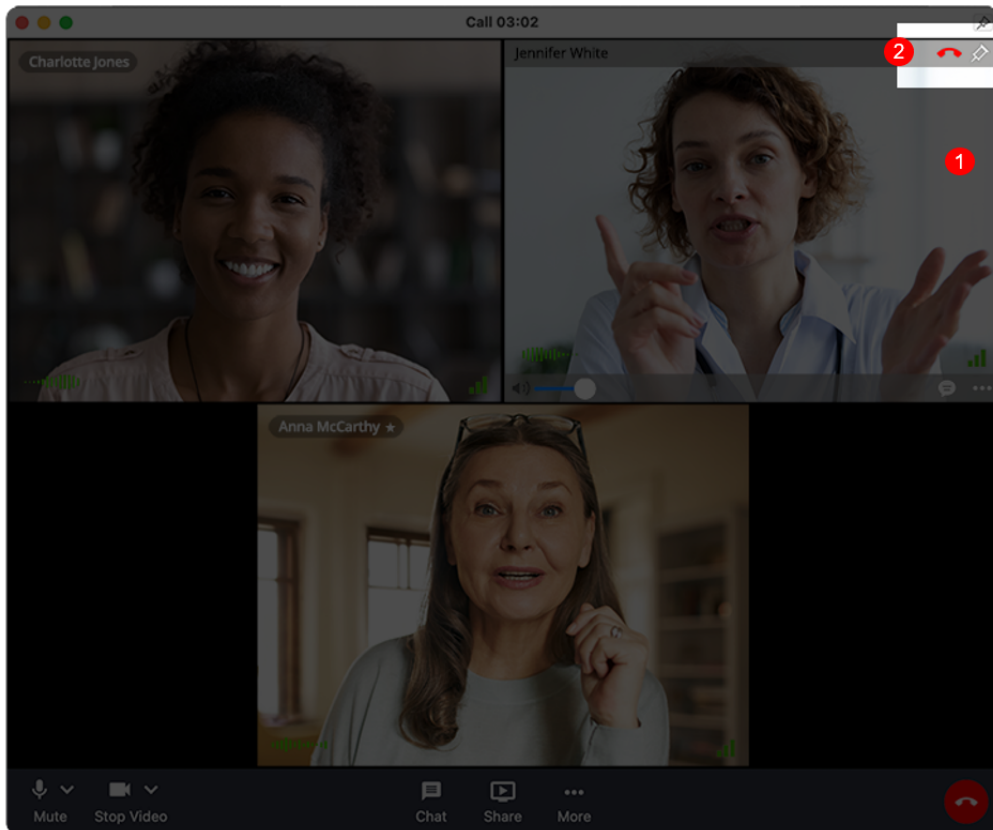 Call 03:02
Charlotte Jones
Jennifer White
2
1
Anna McCarthy ★
Mute
Stop Video
Chat
Share
More